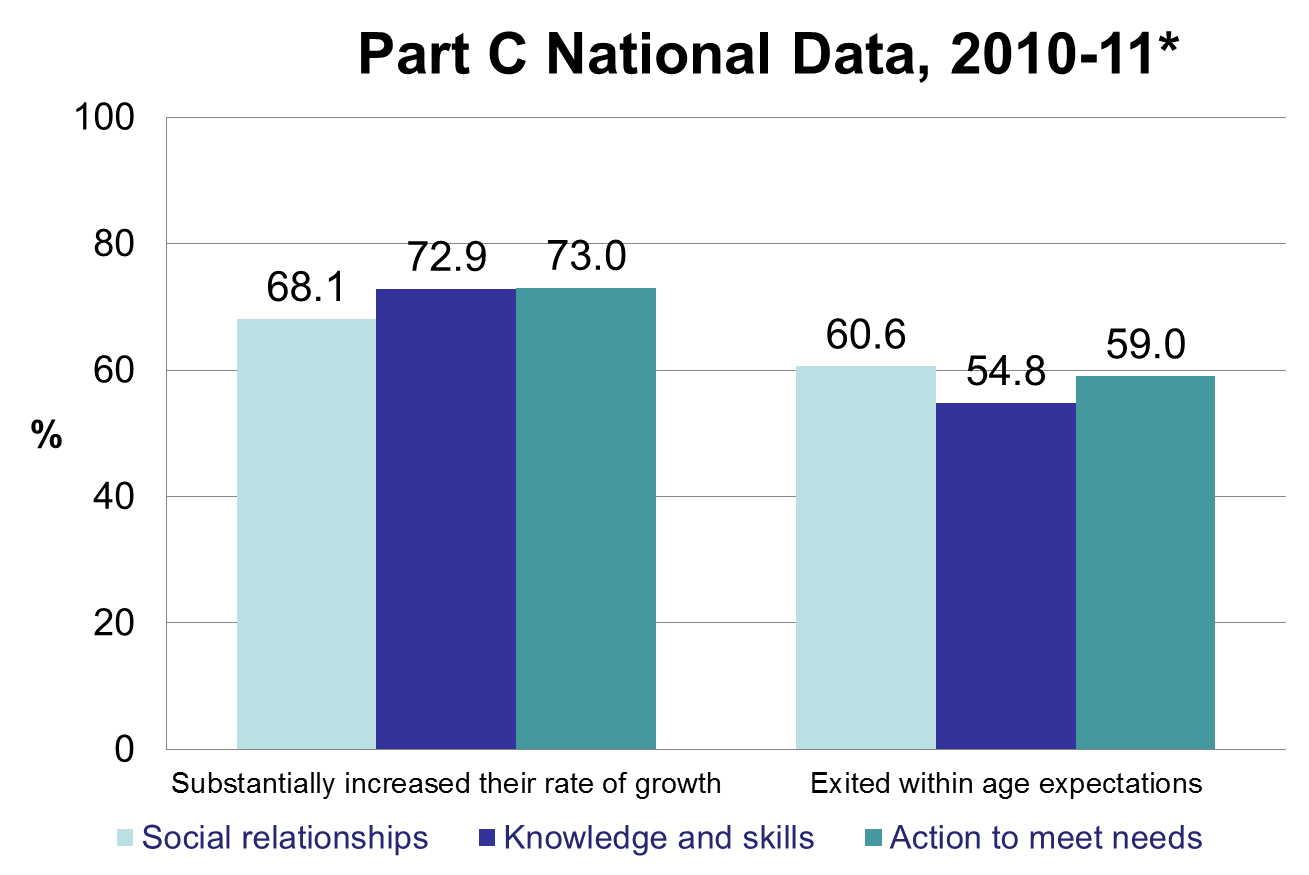 Part C National Data, 2010-11*
100
80
60
40
20
0
%
68.1
72.9
73.0
60.6
54.8
59.0
Substantially increased their rate of growth
Exited within age expectations
Social relationships
Knowledge and skills
Action to meet needs